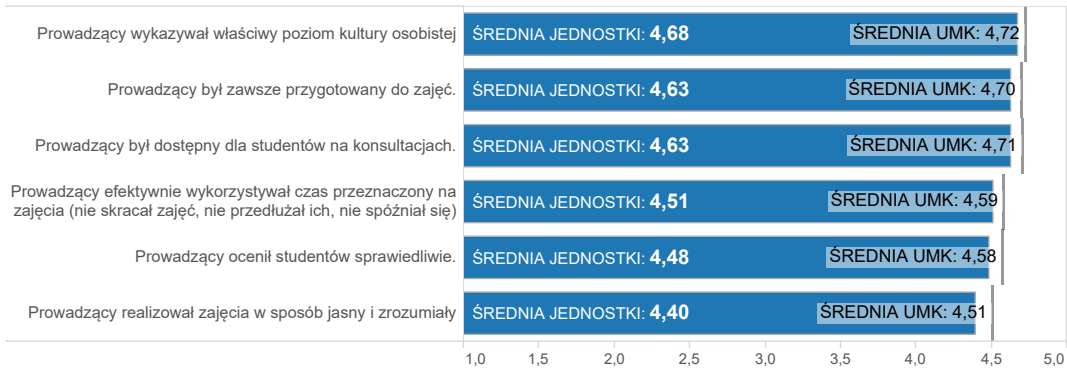 Prowadzący wykazywał właściwy poziom kultury osobistej
ŚREDNIA JEDNOSTKI: 4,68
ŚREDNIA UMK: 4,72
Prowadzący był zawsze przygotowany do zajęć.
ŚREDNIA JEDNOSTKI: 4,63
ŚREDNIA UMK: 4,70
Prowadzący był dostępny dla studentów na konsultacjach.
ŚREDNIA JEDNOSTKI: 4,63
ŚREDNIA UMK: 4,71
Prowadzący efektywnie wykorzystywał czas przeznaczony na
zajęcia (nie skracał zajęć, nie przedłużał ich, nie spóźniał się)
ŚREDNIA JEDNOSTKI: 4,51
ŚREDNIA UMK: 4,59
Prowadzący ocenił studentów sprawiedliwie.
ŚREDNIA JEDNOSTKI: 4,48
ŚREDNIA UMK: 4,58
Prowadzący realizował zajęcia w sposób jasny i zrozumiały
ŚREDNIA JEDNOSTKI: 4,40
ŚREDNIA UMK: 4,51
1,0 1,5 2,0 2,5 3,0 3,5 4,0 4,5 5,0